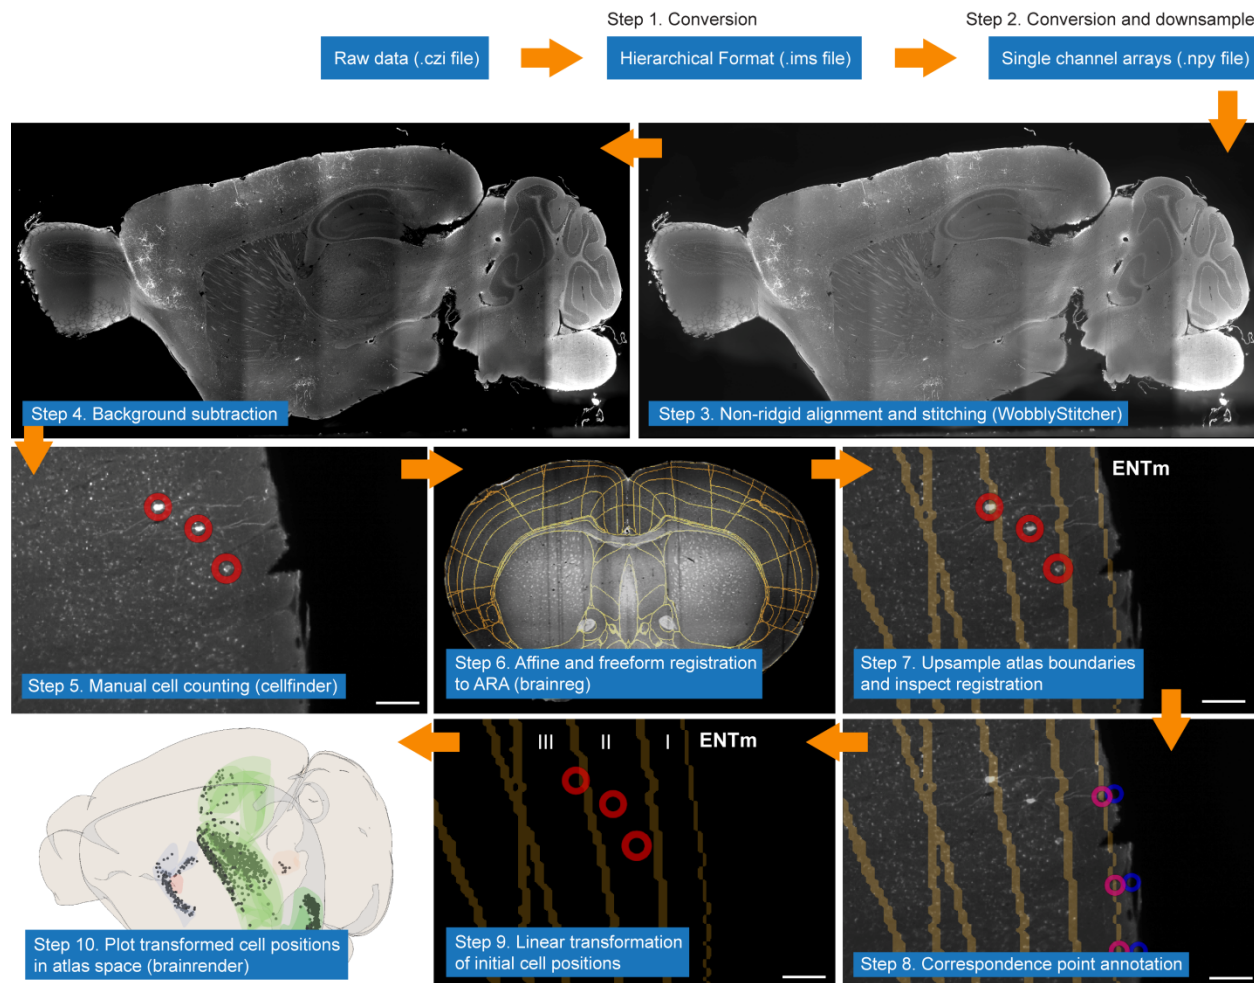 Step 1. Conversion
Step 2. Conversion and downsample
Raw data (.czi file)
Hierarchical Format (.ims file)
Single channel arrays (.npy file)
Step 4. Background subtraction
Step 3. Non-ridgid alignment and stitching (WobblyStitcher)
ENTm
Step 5. Manual cell counting (cellfinder)
Step 6. Affine and freeform registration
to ARA (brainreg)
Step 7. Upsample atlas boundaries
and inspect registration
III II I ENTm
Step 10. Plot transformed cell positions
in atlas space (brainrender)
Step 9. Linear transformation
of initial cell positions
Step 8. Correspondence point annotation